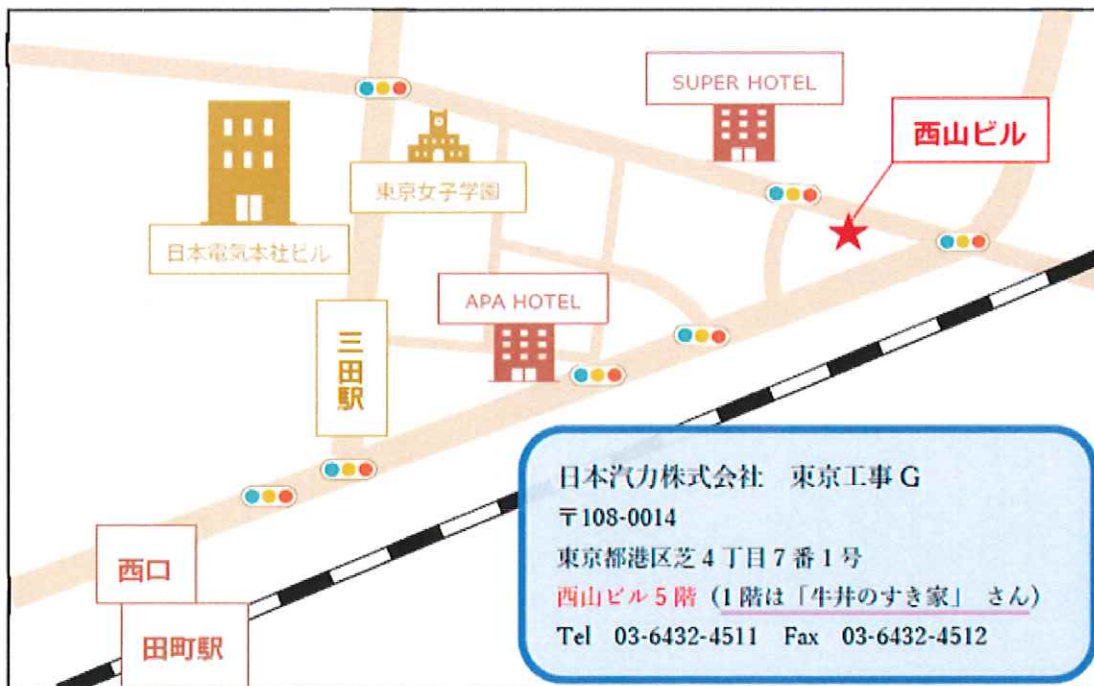 SUPER HOTEL
西山ビル
東京女子学園
日本電気本社ビル
APA HOTEL
三田駅
西口
田町駅
日本汽力株式会社 東京工事G
〒108-0014
東京都港区芝4丁目7番1号
西山ビル5階 (1階は「牛井のすき家」 さん)
Tel 03-6432-4511 Fax 03-6432-4512